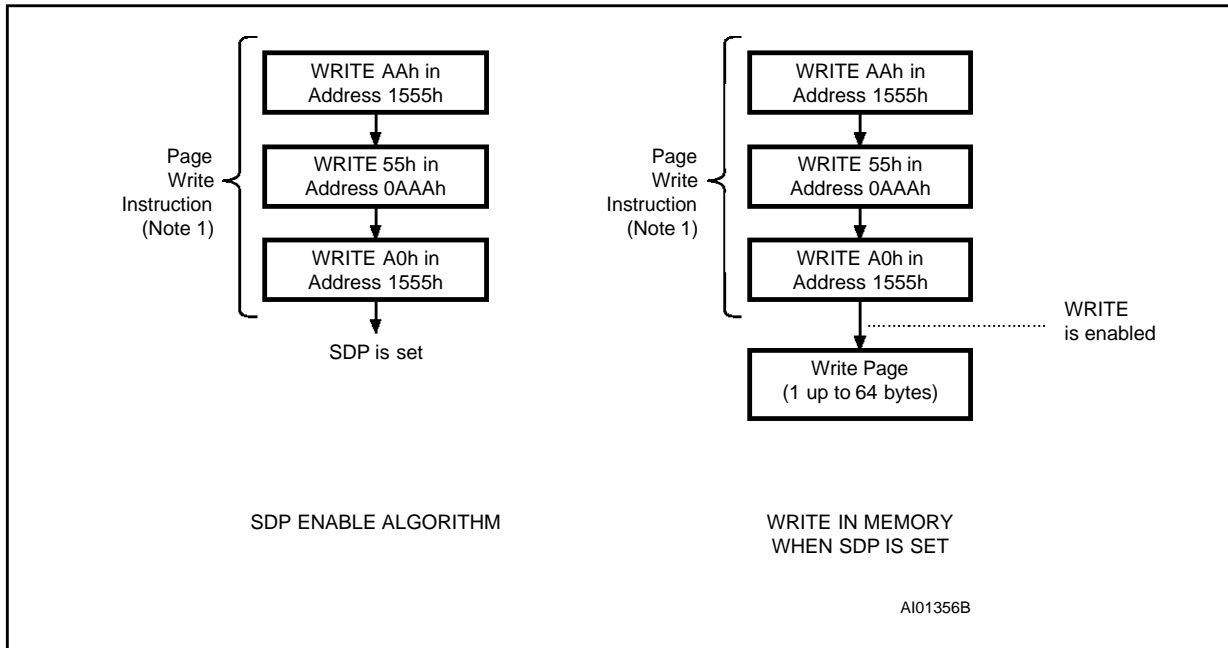 WRITE AAh in
Address 1555h
Page
Write
Instruction
(Note 1)
WRITE 55h in
Address 0AAAh
WRITE A0h in
Address 1555h
SDP is set
SDP ENABLE ALGORITHM
WRITE AAh in
Address 1555h
Page
Write
Instruction
(Note 1)
WRITE 55h in
Address 0AAAh
WRITE A0h in
Address 1555h
WRITE
is enabled
Write Page
(1 up to 64 bytes)
WRITE IN MEMORY
WHEN SDP IS SET
AI01356B